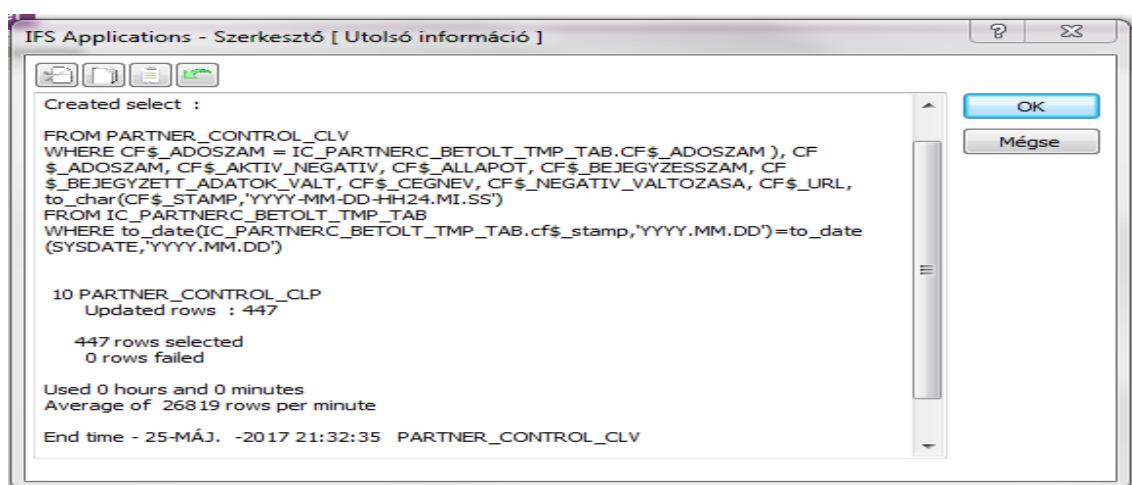 IFS Applications - Szerkesztő [ Utolsó információ ]
Created select :
OK
Mégse
FROM PARTNER_CONTROL_CLV
WHERE CF$_ADOSZAM = IC_PARTNERC_BETOLT_TMP_TAB.CF$_ADOSZAM ), CF
$_ADOSZAM, CF$_AKTIV_NEGATIV, CF$_ALLAPOT, CF$_BEJEGYZESSZAM, CF
$_BEJEGYZETT_ADATOK_VALT, CF$_CEGNEV, CF$_NEGATIV_VALTOZASA, CF$_URL,
to_char(CF$_STAMP,'YYYY-MM-DD-HH24.MI.SS')
FROM IC_PARTNERC_BETOLT_TMP_TAB
WHERE to_date(IC_PARTNERC_BETOLT_TMP_TAB.cf$_stamp,'YYYY.MM.DD')=to_date
(SYSDATE,'YYYY.MM.DD')
10 PARTNER_CONTROL_CLP
Updated rows : 447
447 rows selected
0 rows failed
Used 0 hours and 0 minutes
Average of 26819 rows per minute
End time - 25-MÁJ. -2017 21:32:35 PARTNER_CONTROL_CLV